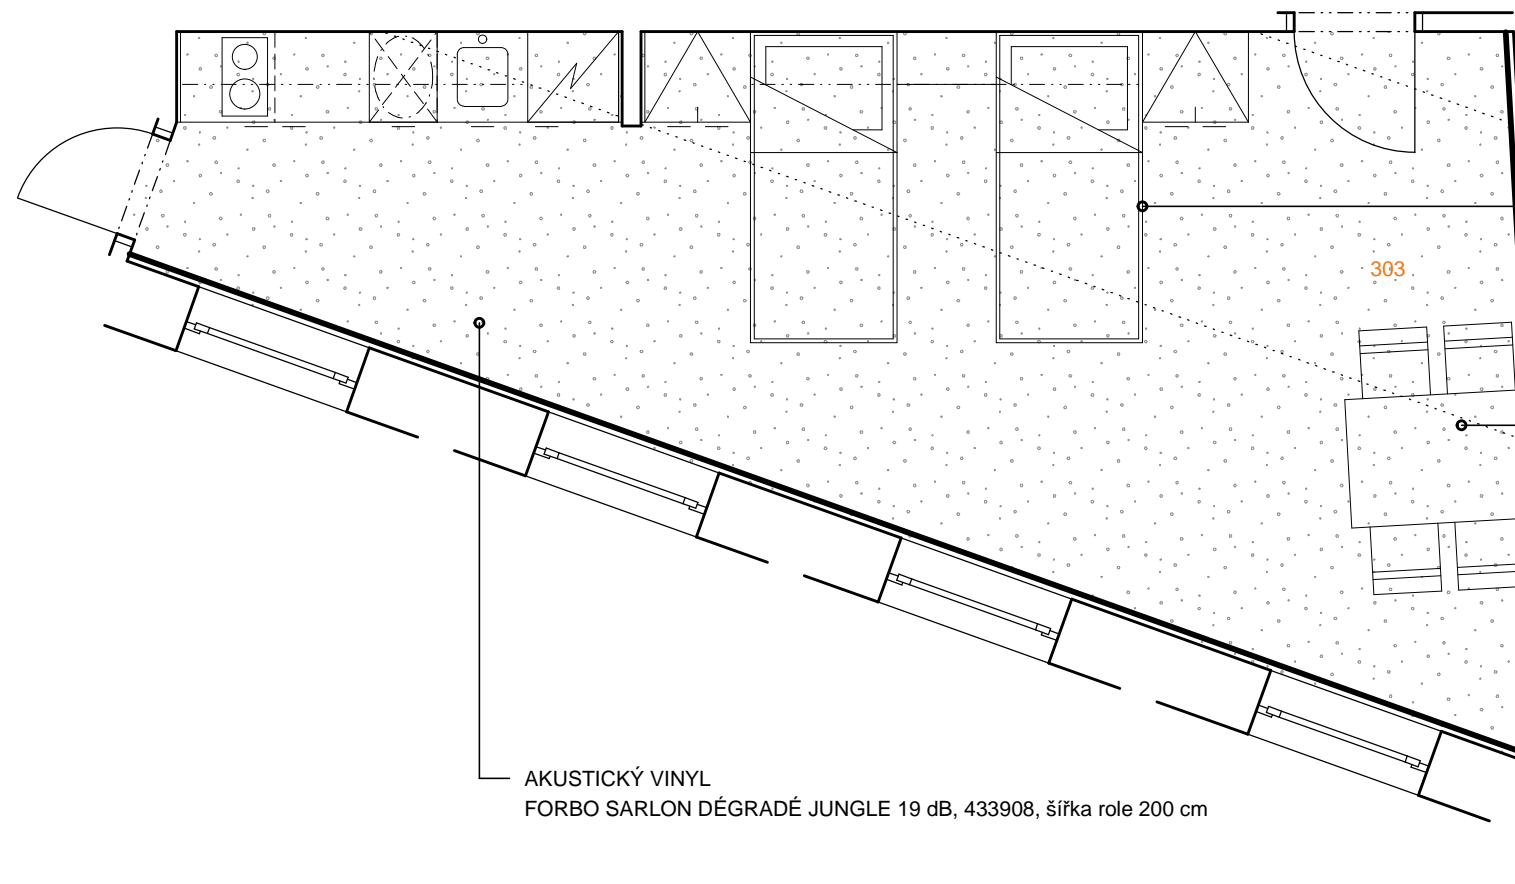 303
AKUSTICKÝ VINYL
FORBO SARLON DÉGRADÉ JUNGLE 19 dB, 433908, šířka role 200 cm